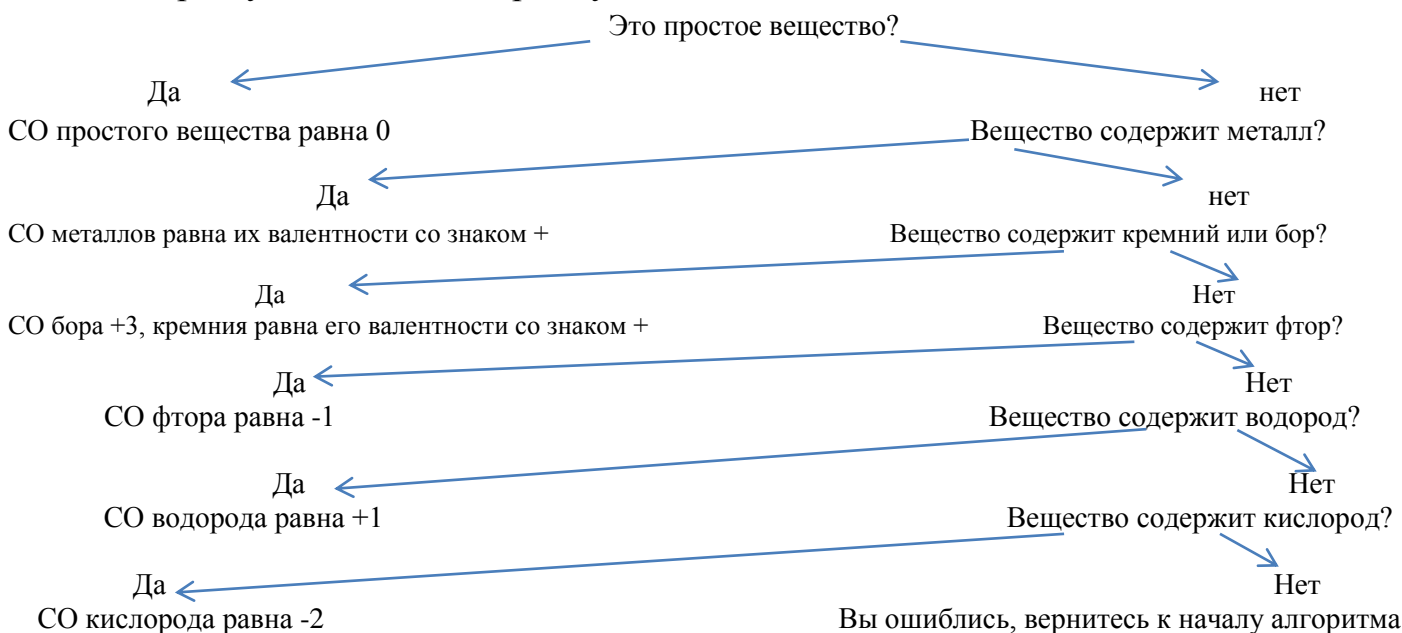 Это простое вещество?
Да нет
СО простого вещества равна 0 Вещество содержит металл?
Да нет
СО металлов равна их валентности со знаком + Вещество содержит кремний или бор?
Да Нет
СО бора +3, кремния равна его валентности со знаком + Вещество содержит фтор?
Да Нет
СО фтора равна -1 Вещество содержит водород?
Да Нет
СО водорода равна +1 Вещество содержит кислород?
Да Нет
СО кислорода равна -2 Вы ошиблись, вернитесь к началу алгоритма